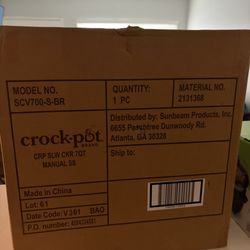 MODEL NO.
SCV700-S-BR
QUANTITY:
1 PC
MATERIAL NO.
2131368
crock-pot
BRAND
CRP SLW CKR 7QT
MANUAL SS
Distributed by: Sunbeam Products, Inc.
6655 Peachtree Dunwoody Rd.
Atlanta, GA 30328
Ship to:
Made in China
Lot: 61
Date Code: V361 BAO
P.O. number: